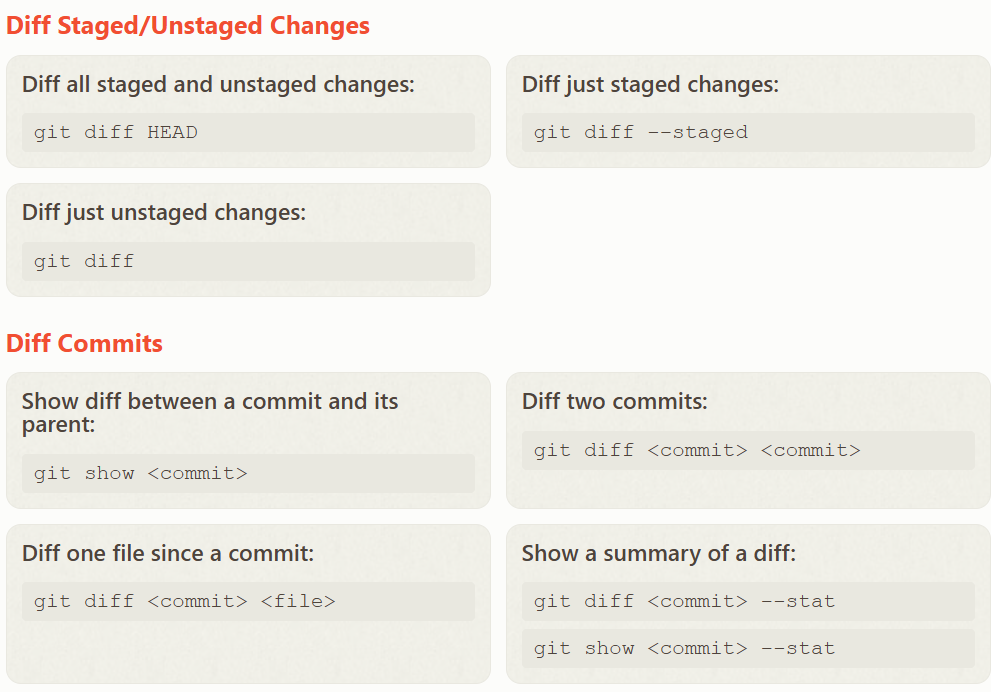 Diff Staged/Unstaged Changes
Diff all staged and unstaged changes:
git diff HEAD
Diff just staged changes:
git diff --staged
Diff just unstaged changes:
git diff
Diff Commits
Show diff between a commit and its
parent:
git show <commit>
Diff two commits:
git diff <commit> <commit>
Diff one file since a commit:
git diff <commit> <file>
Show a summary of a diff:
git diff <commit> --stat
git show <commit> --stat